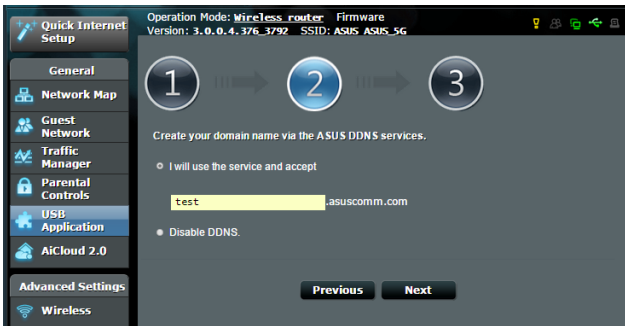 Quick Internet
Setup
Operation Mode: Wireless router Firmware
Version: 3.0.0.4.376_3792 SSID: ASUS ASUS_5G
General
Network Map
Guest
Network
Traffic
Manager
Parental
Controls
USB
Application
AiCloud 2.0
Advanced Settings
Wireless
1
2
3
Create your domain name via the ASUS DDNS services.
I will use the service and accept
test .asuscomm.com
Disable DDNS.
Previous Next